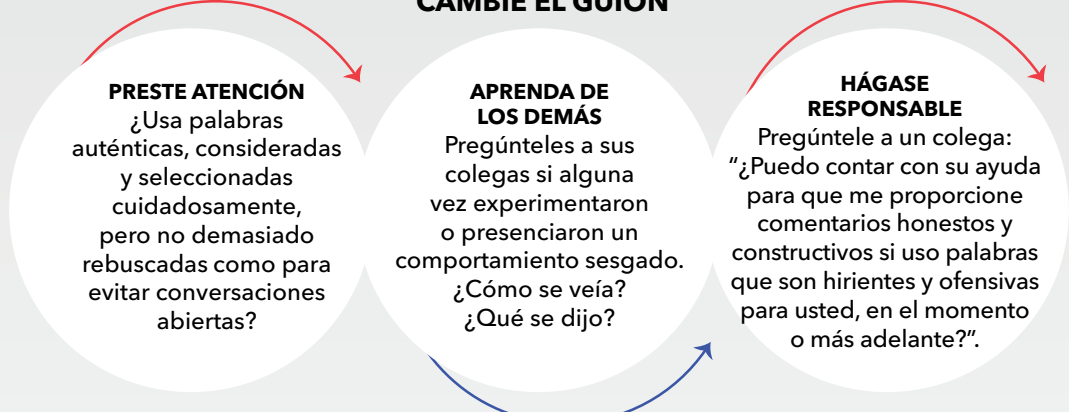 CAMBIE EL GUION
PRESTE ATENCIÓN
¿Usa palabras
auténticas, consideradas
y seleccionadas
cuidadosamente,
pero no demasiado
rebuscadas como para
evitar conversaciones
abiertas?
APRENDA DE
LOS DEMÁS
Pregúnteles a sus
colegas si alguna
vez experimentaron
o presenciaron un
comportamiento sesgado.
¿Cómo se veía?
¿Qué se dijo?
HÁGASE
RESPONSABLE
Pregúntele a un colega:
“¿Puedo contar con su ayuda
para que me proporcione
comentarios honestos y
constructivos si uso palabras
que son hirientes y ofensivas
para usted, en el momento
o más adelante?”.